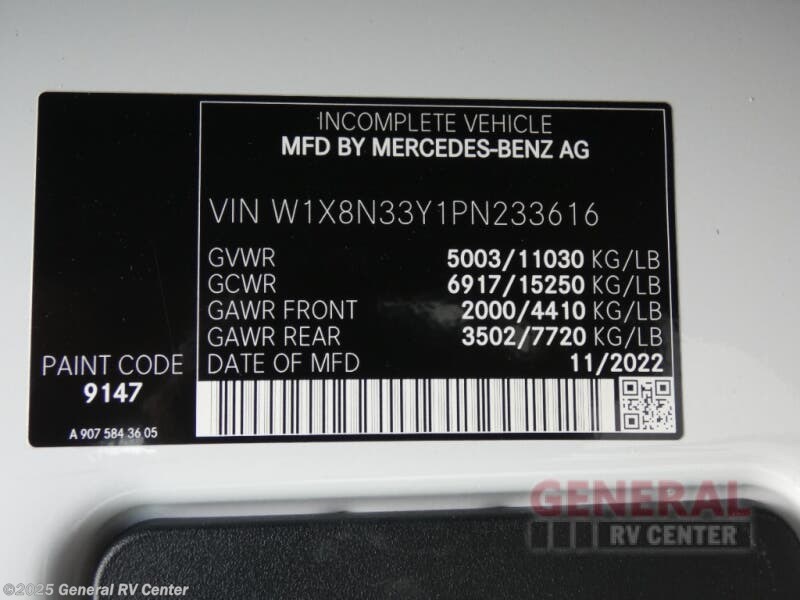 INCOMPLETE VEHICLE
MFD BY MERCEDES-BENZ AG
VIN W1X8N33Y1PN233616
GVWR 5003/11030 KG/LB
GCWR 6917/15250 KG/LB
GAWR FRONT 2000/4410 KG/LB
GAWR REAR 3502/7720 KG/LB
DATE OF MFD 11/2022
PAINT CODE
9147
A 907 584 36 05
GENERAL
RV CENTER
©2025 General RV Center